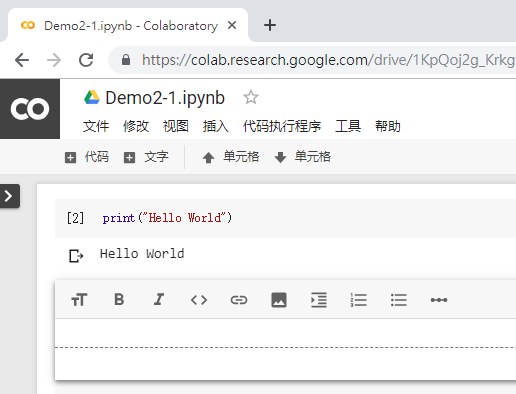 Demo2-1.ipynb - Colaboratory
https://colab.research.google.com/drive/1KpQoj2g_Krkg
Demo2-1.ipynb
文件 修改 视图 插入 代码执行程序 工具 帮助
代码 文字 单元格 单元格
[2] print("Hello World")
Hello World